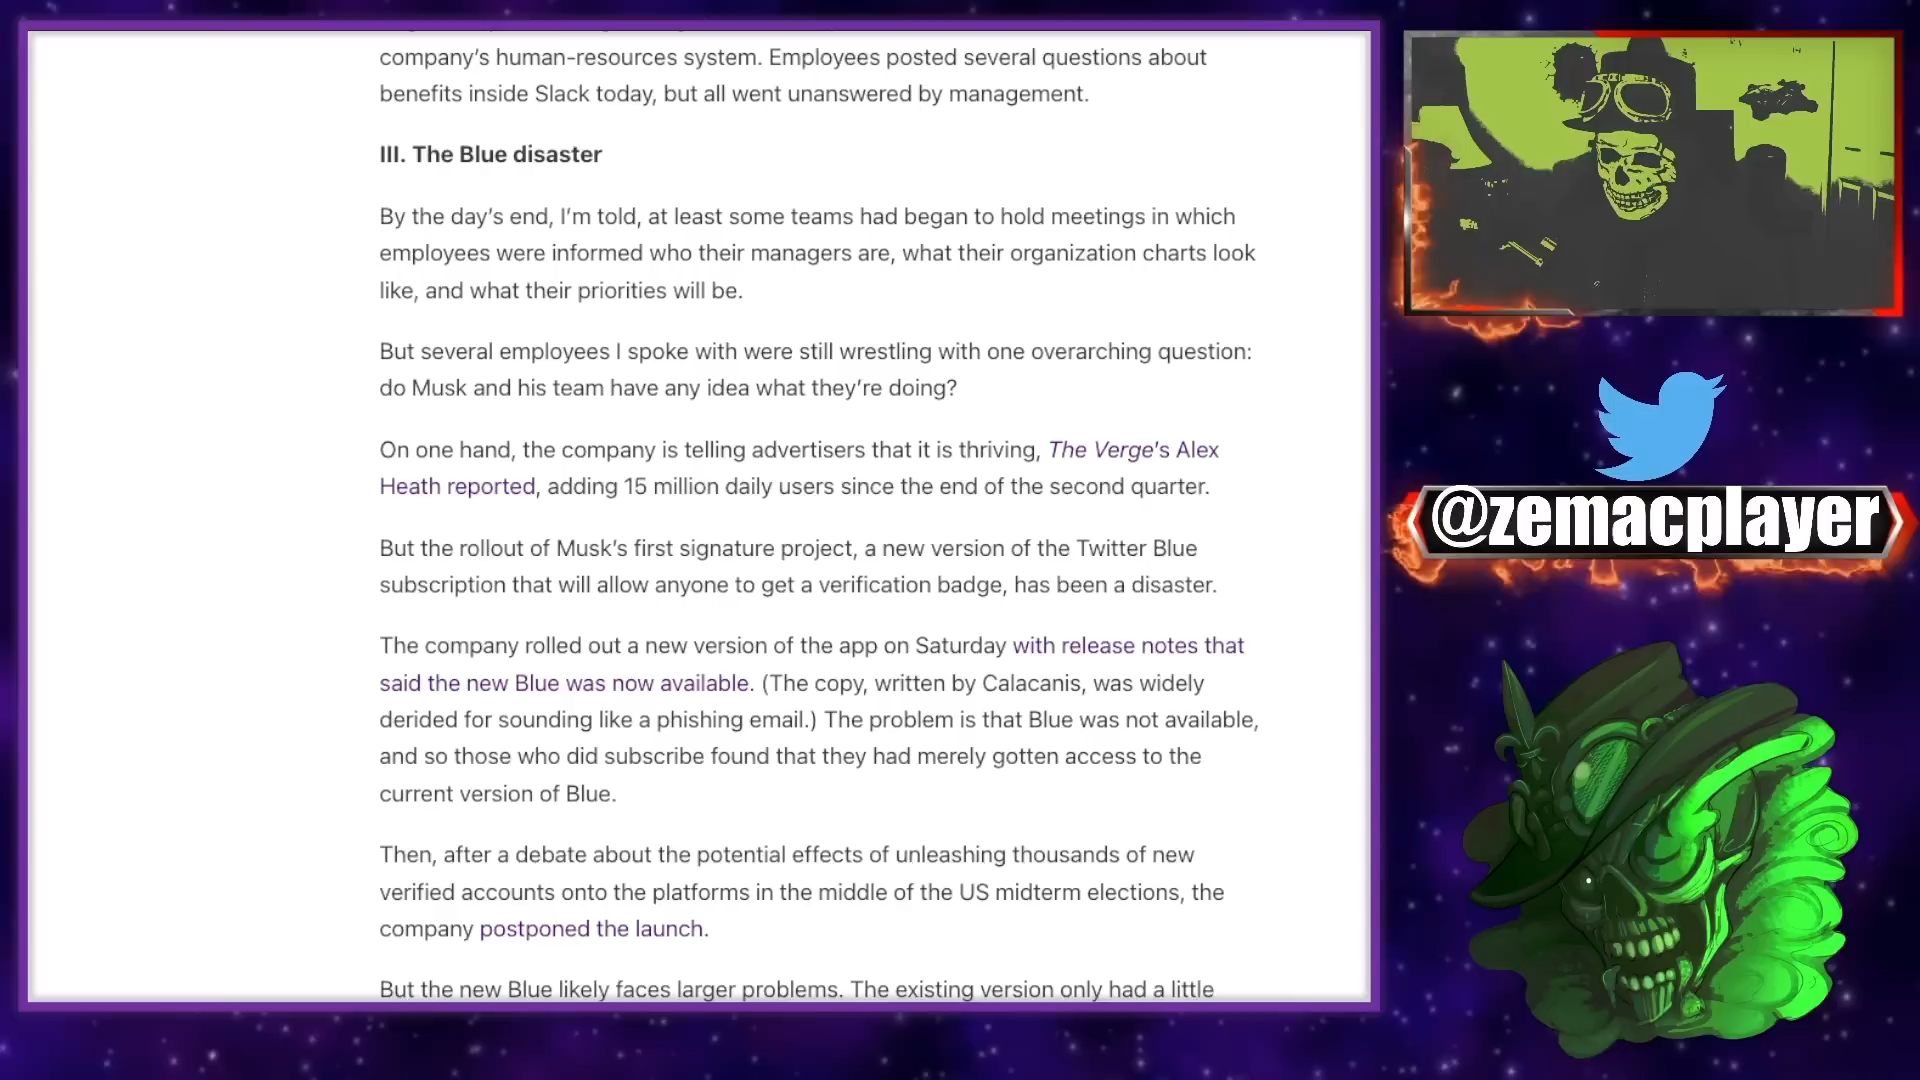 company's human-resources system. Employees posted several questions about
benefits inside Slack today, but all went unanswered by management.
III. The Blue disaster
By the day's end, I'm told, at least some teams had began to hold meetings in which
employees were informed who their managers are, what their organization charts look
like, and what their priorities will be.
But several employees I spoke with were still wrestling with one overarching question:
do Musk and his team have any idea what they're doing?
On one hand, the company is telling advertisers that it is thriving, The Verge's Alex
Heath reported, adding 15 million daily users since the end of the second quarter.
But the rollout of Musk's first signature project, a new version of the Twitter Blue
subscription that will allow anyone to get a verification badge, has been a disaster.
The company rolled out a new version of the app on Saturday with release notes that
said the new Blue was now available. (The copy, written by Calacanis, was widely
derided for sounding like a phishing email.) The problem is that Blue was not available,
and so those who did subscribe found that they had merely gotten access to the
current version of Blue.
Then, after a debate about the potential effects of unleashing thousands of new
verified accounts onto the platforms in the middle of the US midterm elections, the
company postponed the launch.
But the new Blue likely faces larger problems. The existing version only had a little
@zemacplayer